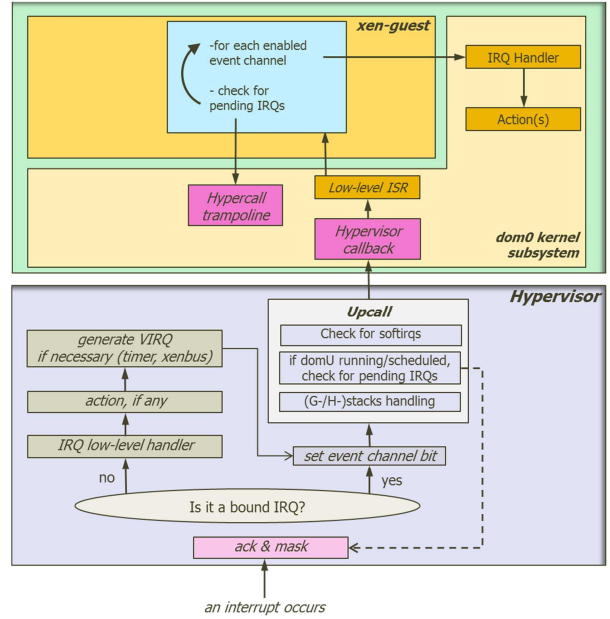 xen-guest
-for each enabled
event channel
- check for
pending IRQs
IRQ Handler
Action(s)
Low-level ISR
Hypercall
trampoline
Hypervisor
callback
dom0 kernel
subsystem
Hypervisor
Upcall
Check for softirqs
if domU running/scheduled,
check for pending IRQs
(G-/H-)stacks handling
generate VIRQ
if necessary (timer, xenbus)
action, if any
IRQ low-level handler
set event channel bit
no
yes
Is it a bound IRQ?
ack & mask
an interrupt occurs